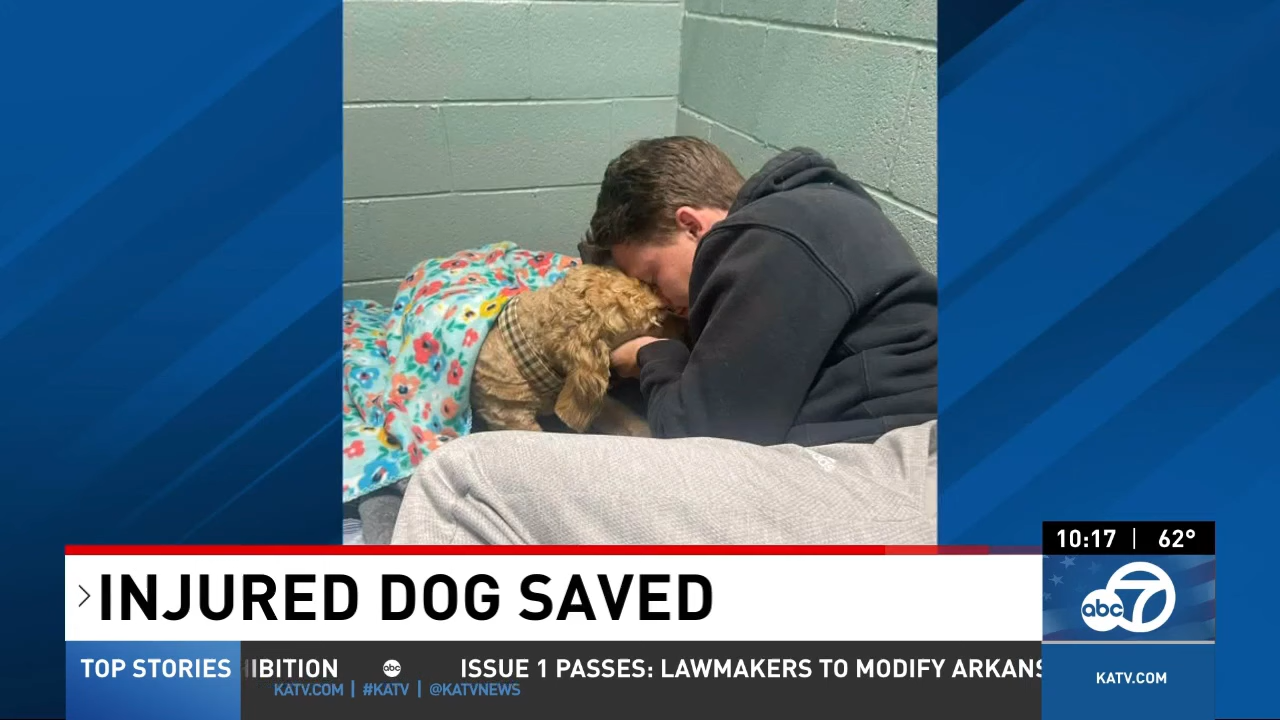 10:17 | 62°
abc 7
INJURED DOG SAVED
TOP STORIES
IBITION abc ISSUE 1 PASSES: LAWMAKERS TO MODIFY ARKANS
KATV.COM | #KATV | @KATVNEWS
KATV.COM